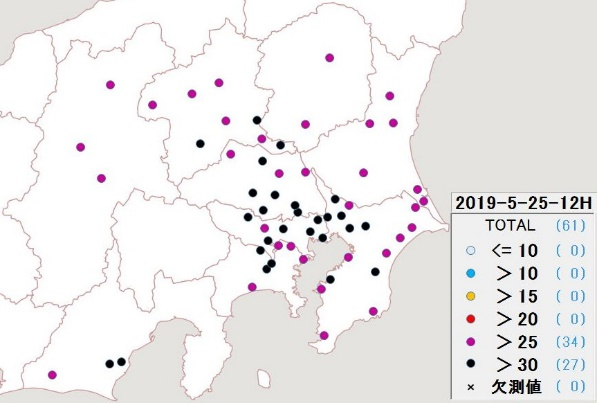 2019-5-25-12H
TOTAL (61)
<= 10 ( 0)
> 10 ( 0)
> 15 ( 0)
> 20 ( 0)
> 25 (34)
> 30 (27)
× 欠測値 ( 0)